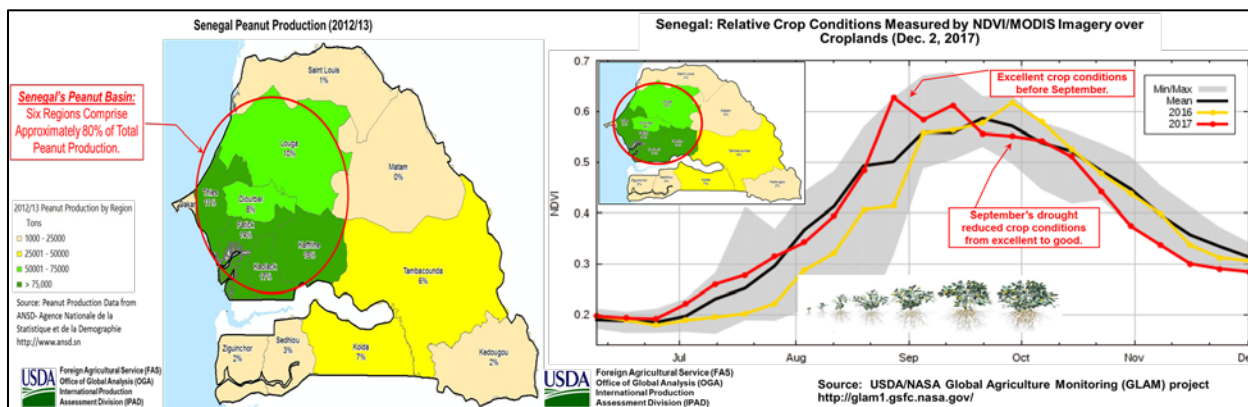 Senegal Peanut Production (2012/13)
Senegal's Peanut Basin:
Six Regions Comprise
Approximately 80% of Total
Peanut Production.
Saint Louis
1%
Louga
10%
Matam
0%
Thies
Diourbel
8%
Fatick
14%
Kaffrine
Kaolack
Tambacounda
6%
Ziguinchor
2%
Sedhiou
3%
Kolda
7%
Kedougou
2%
2012/13 Peanut Production by Region
Tons
1000 - 25000
25001 - 50000
50001 - 75000
> 75,000
Source: Peanut Production Data from
ANSD- Agence Nationale de la
Statistique et de la Demographie
http://www.ansd.sn
USDA
Foreign Agricultural Service (FAS)
Office of Global Analysis (OGA)
International Production
Assessment Division (IPAD)
Senegal: Relative Crop Conditions Measured by NDVI/MODIS Imagery over
Croplands (Dec. 2, 2017)
0.7
0.6
0.5
0.4
0.3
0.2
NDVI
Excellent crop conditions
before September.
Min/Max
Mean
2016
2017
September's drought
reduced crop conditions
from excellent to good.
Jul
Aug
Sep
Oct
Nov
De
USDA
Foreign Agricultural Service (FAS)
Office of Global Analysis (OGA)
International Production
Assessment Division (IPAD)
Source: USDA/NASA Global Agriculture Monitoring (GLAM) project
http://glam1.gsfc.nasa.gov/